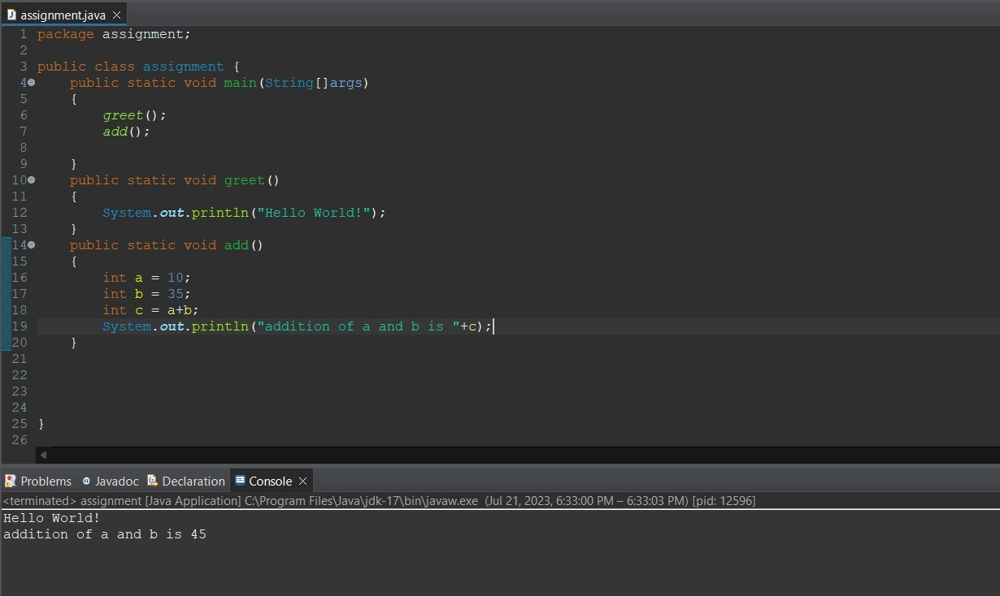 assignment.java
1 package assignment;
2
3 public class assignment {
4     public static void main(String[]args)
5     {
6         greet();
7         add();
8
9     }
10     public static void greet()
11     {
12         System.out.println("Hello World!");
13     }
14     public static void add()
15     {
16         int a = 10;
17         int b = 35;
18         int c = a+b;
19         System.out.println("addition of a and b is "+c);
20     }
21
22
23
24
25 }
26
Problems @ Javadoc Declaration Console
<terminated> assignment [Java Application] C:\Program Files\Java\jdk-17\bin\javaw.exe (Jul 21, 2023, 6:33:00 PM – 6:33:03 PM) [pid: 12596]
Hello World!
addition of a and b is 45